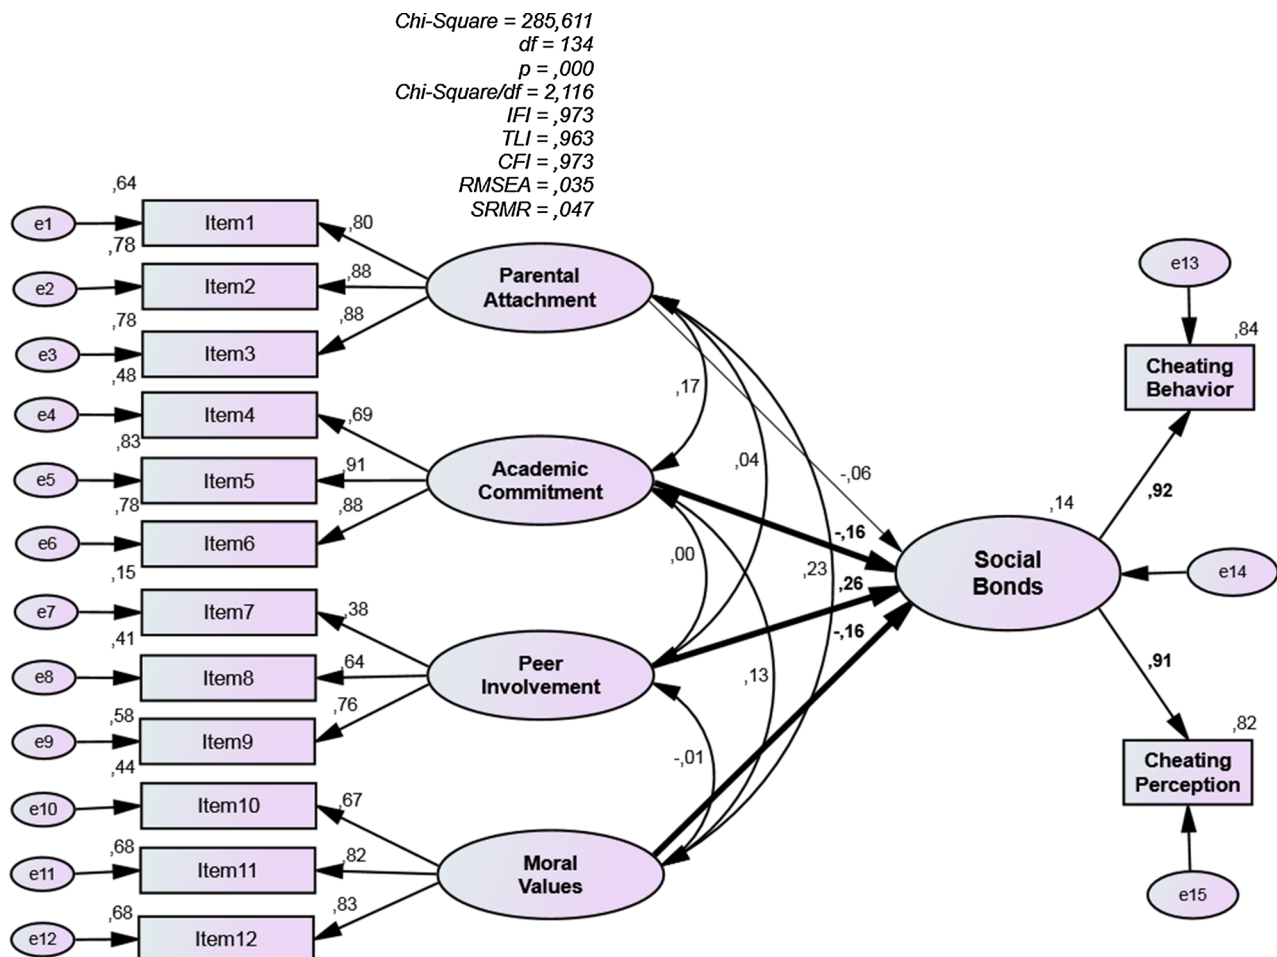 Chi-Square = 285,611
df = 134
p = ,000
Chi-Square/df = 2,116
IFI = ,973
TLI = ,963
CFI = ,973
RMSEA = ,035
SRMR = ,047
,64
e1
Item1
,80
,78
e2
Item2
,88
,78
e3
Item3
,88
Parental
Attachment
,48
e4
Item4
,69
,83
e5
Item5
,91
,78
e6
Item6
,88
Academic
Commitment
,15
e7
Item7
,38
,41
e8
Item8
,64
,58
e9
Item9
,76
Peer
Involvement
,44
e10
Item10
,67
,68
e11
Item11
,82
,68
e12
Item12
,83
Moral
Values
,17
,04
-,06
-,16
,00
,23
,26
-,16
,13
-,01
,14
Social
Bonds
e14
e13
,84
Cheating
Behavior
,92
,91
,82
Cheating
Perception
e15